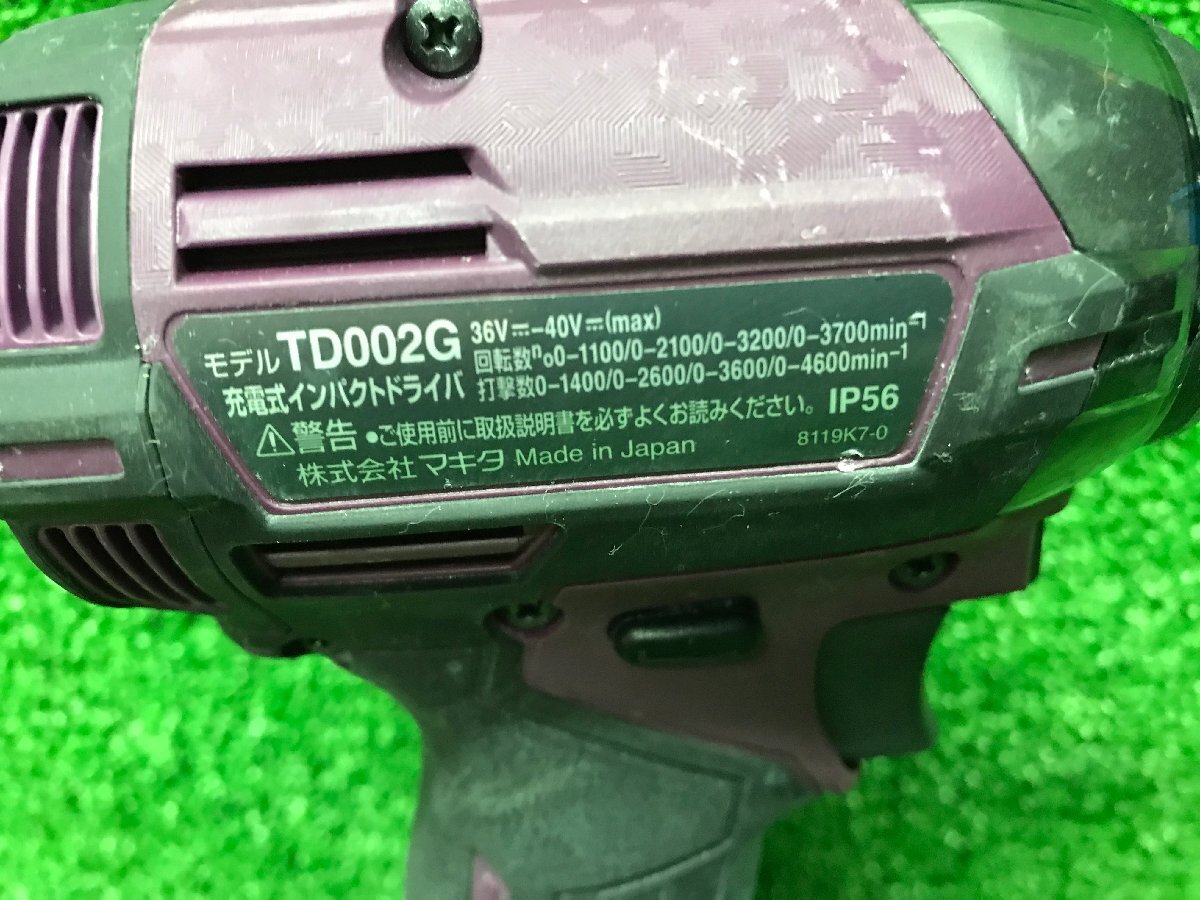 モデル TD002G 36V⎓-40V⎓(max)
回転数n₀0-1100/0-2100/0-3200/0-3700min⁻¹
充電式インパクトドライバ 打撃数0-1400/0-2600/0-3600/0-4600min⁻¹
⚠警告 ●ご使用前に取扱説明書を必ずよくお読みください。 IP56
株式会社 マキタ Made in Japan 8119K7-0